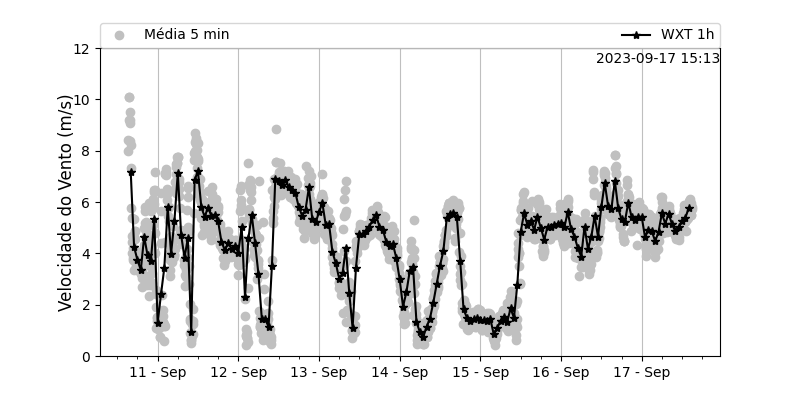 Média 5 min
WXT 1h
2023-09-17 15:13
Velocidade do Vento (m/s)
12
10
8
6
4
2
0
11 - Sep
12 - Sep
13 - Sep
14 - Sep
15 - Sep
16 - Sep
17 - Sep